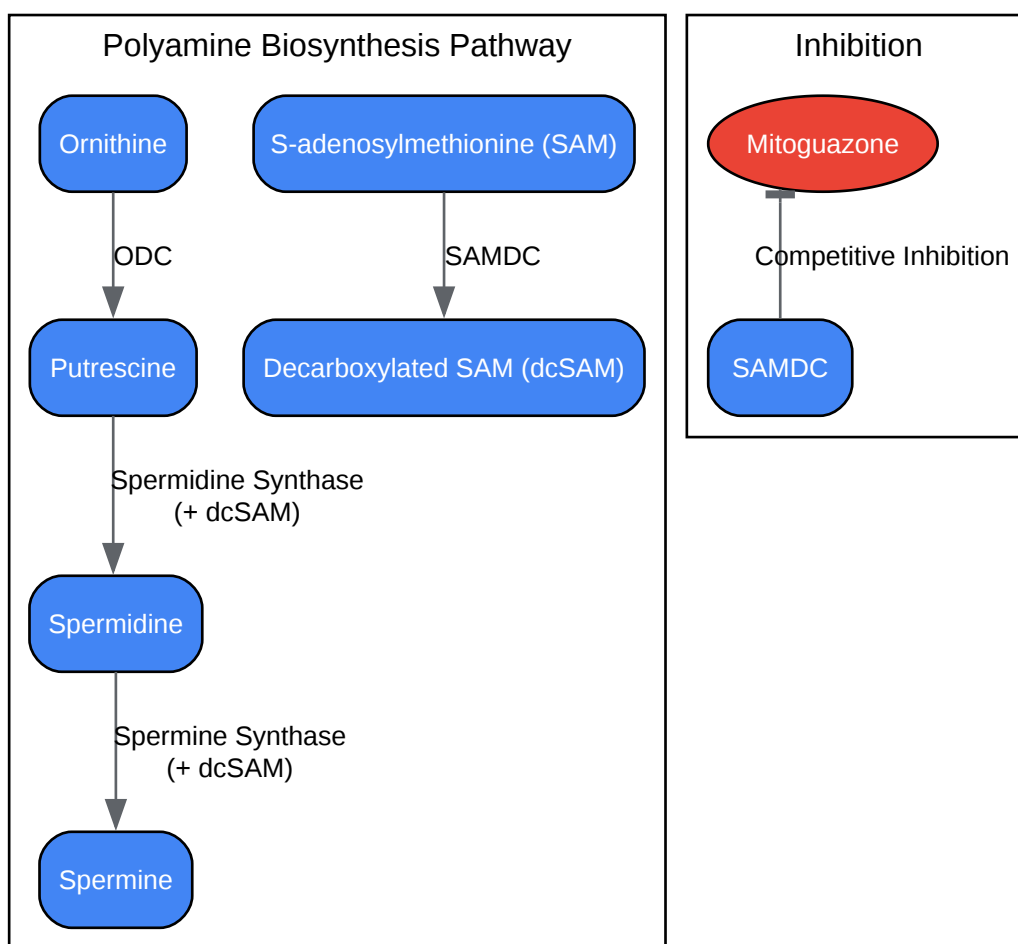 Polyamine Biosynthesis Pathway
Ornithine
S-adenosylmethionine (SAM)
ODC
SAMDC
Putrescine
Decarboxylated SAM (dcSAM)
Spermidine Synthase
(+ dcSAM)
Spermidine
Spermine Synthase
(+ dcSAM)
Spermine
Inhibition
Mitoguazone
Competitive Inhibition
SAMDC